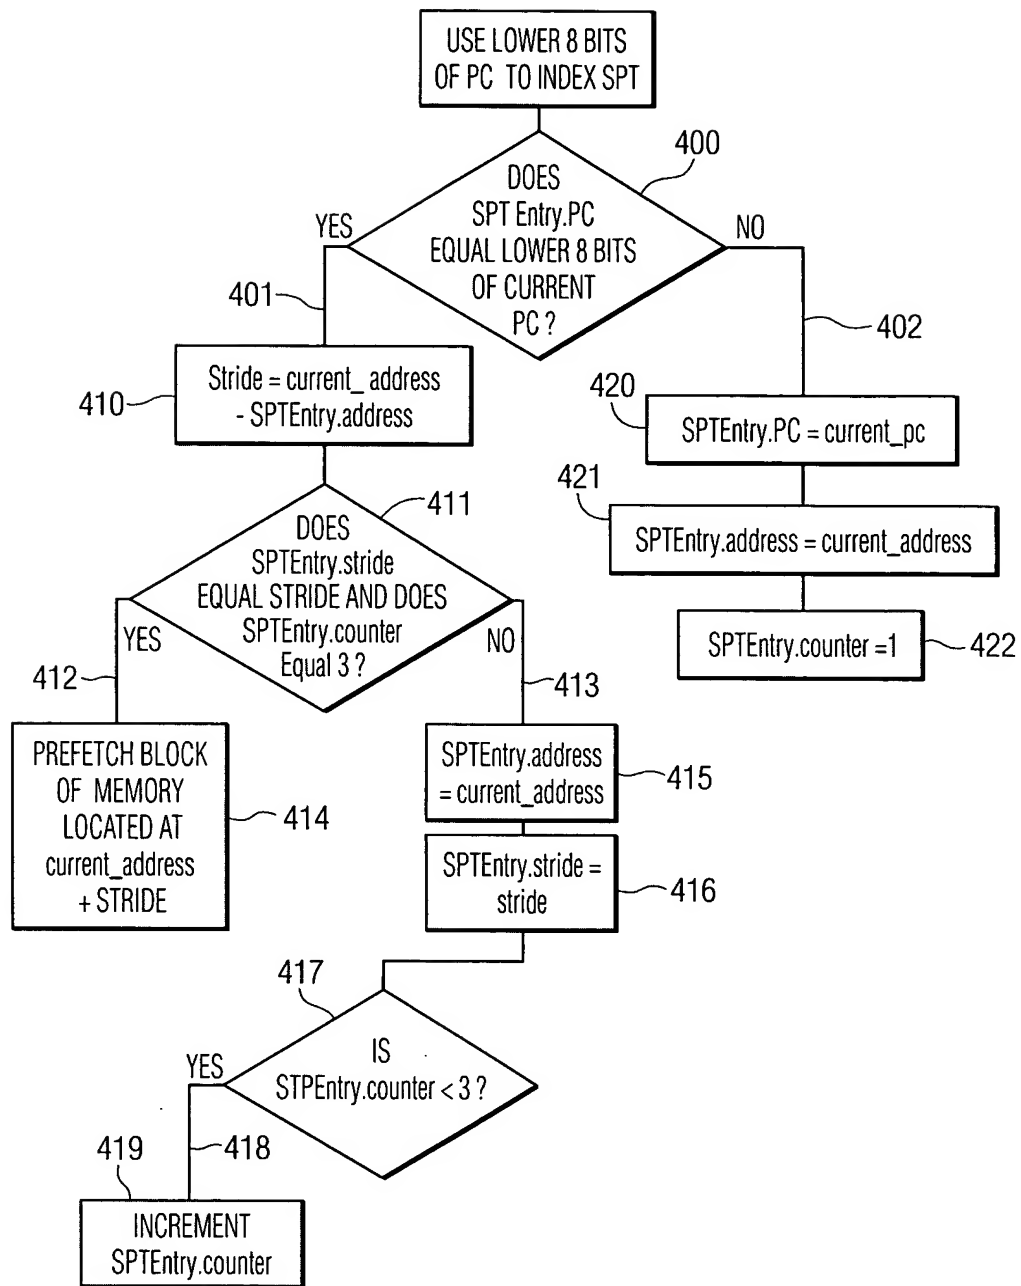 USE LOWER 8 BITS
OF PC TO INDEX SPT
400
DOES
SPT Entry.PC
EQUAL LOWER 8 BITS
OF CURRENT
PC ?
YES
NO
401
402
Stride = current_address
- SPTEntry.address
410
420
SPTEntry.PC = current_pc
421
SPTEntry.address = current_address
SPTEntry.counter =1
422
411
DOES
SPTEntry.stride
EQUAL STRIDE AND DOES
SPTEntry.counter
Equal 3 ?
YES
NO
412
413
PREFETCH BLOCK
OF MEMORY
LOCATED AT
current_address
+ STRIDE
414
SPTEntry.address
= current_address
415
SPTEntry.stride =
stride
416
417
IS
STPEntry.counter < 3 ?
YES
418
419
INCREMENT
SPTEntry.counter